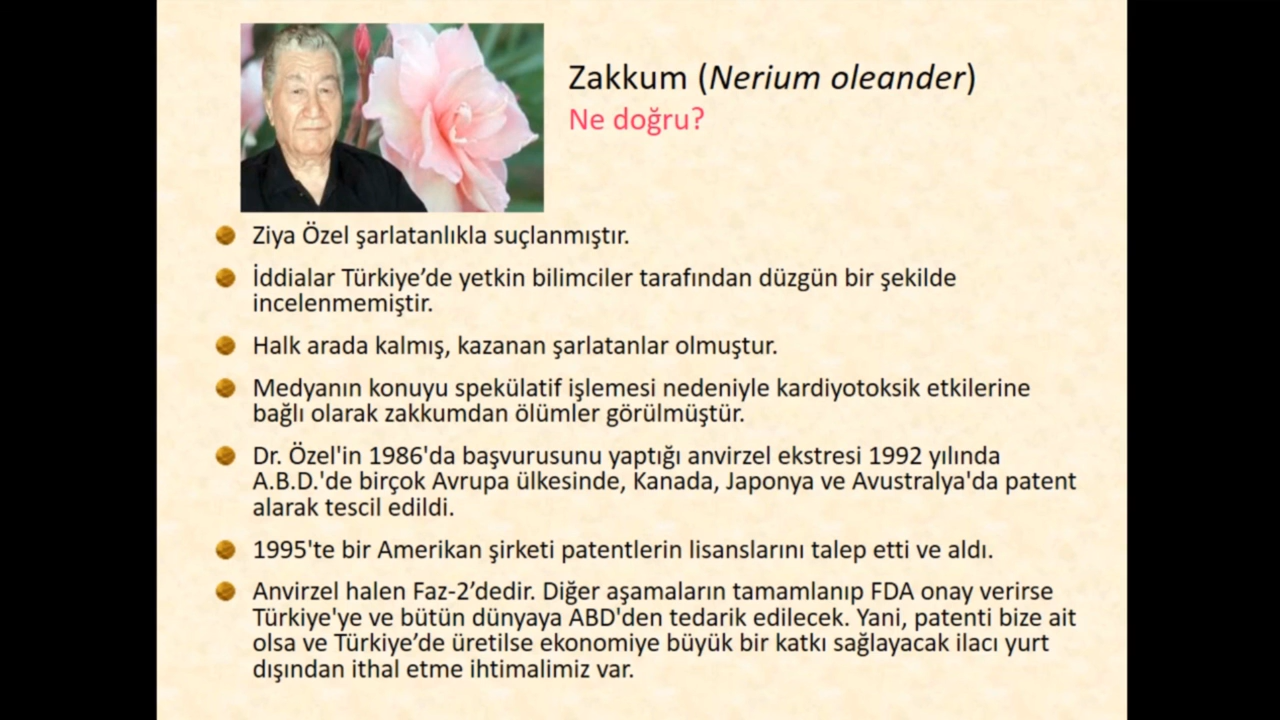 Zakkum (Nerium oleander)
Ne doğru?
Ziya Özel şarlatanlıkla suçlanmıştır.
İddialar Türkiye’de yetkin bilimciler tarafından düzgün bir şekilde
incelenmemiştir.
Halk arada kalmış, kazanan şarlatanlar olmuştur.
Medyanın konuyu spekülatif işlemesi nedeniyle kardiyotoksik etkilerine
bağlı olarak zakkumdan ölümler görülmüştür.
Dr. Özel'in 1986'da başvurusunu yaptığı anvirzel ekstresi 1992 yılında
A.B.D.'de birçok Avrupa ülkesinde, Kanada, Japonya ve Avustralya'da patent
alarak tescil edildi.
1995'te bir Amerikan şirketi patentlerin lisanslarını talep etti ve aldı.
Anvirzel halen Faz-2’dedir. Diğer aşamaların tamamlanıp FDA onay verirse
Türkiye'ye ve bütün dünyaya ABD'den tedarik edilecek. Yani, patenti bize ait
olsa ve Türkiye’de üretilse ekonomiye büyük bir katkı sağlayacak ilacı yurt
dışından ithal etme ihtimalimiz var.